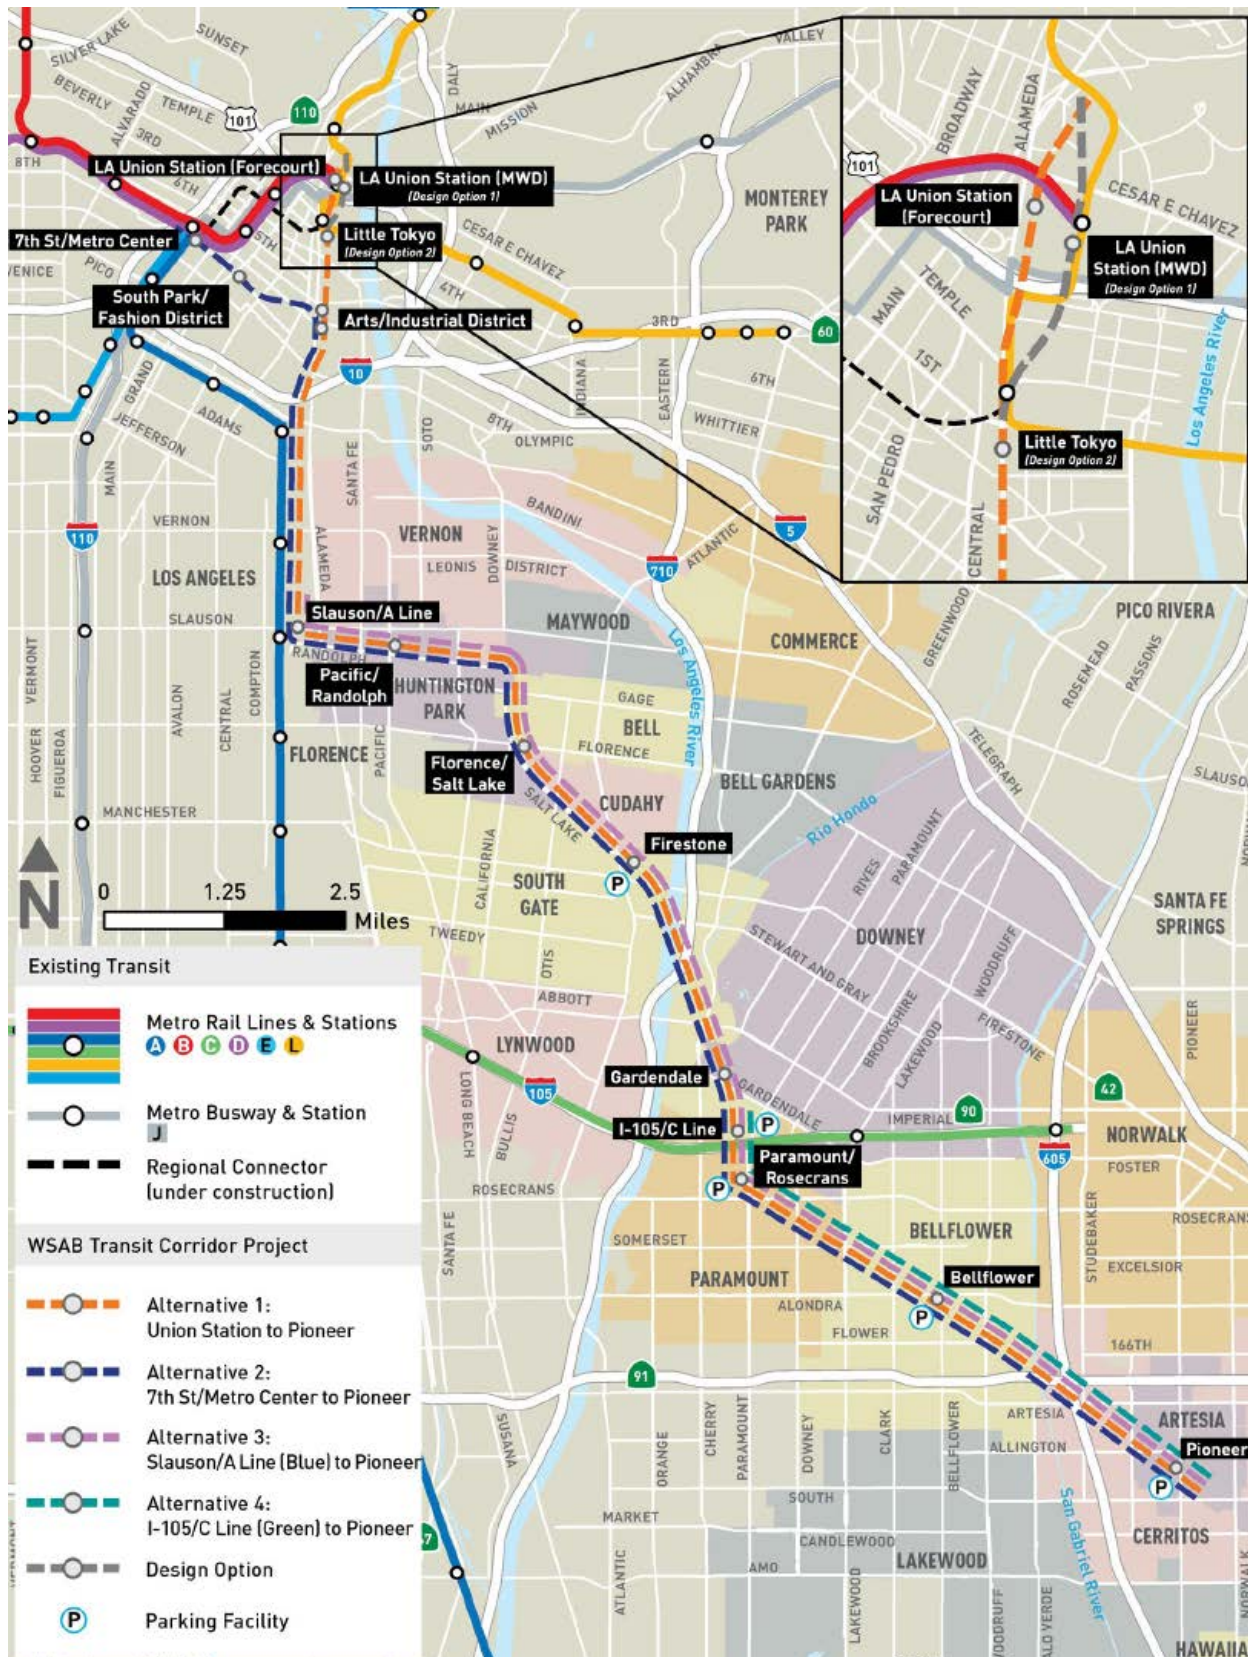 SILVER LAKE
SUNSET
BEVERLY
ALVARADO
TEMPLE
3RD
101
110
DALY
MAIN
MISSION
ALHAMBRA
VALLEY
8TH
6TH
LA Union Station (Forecourt)
LA Union Station (MWD)
(Design Option 1)
MONTEREY
PARK
5TH
7th St/Metro Center
Little Tokyo
(Design Option 2)
CESAR E CHAVEZ
VENICE
PICO
4TH
South Park/
Fashion District
Arts/Industrial District
3RD
60
10
GRAND
ADAMS
JEFFERSON
INDIANA
EASTERN
6TH
WHITTIER
8TH
OLYMPIC
SOTO
SANTA FE
MAIN
BROADWAY
ALAMEDA
101
CESAR E CHAVEZ
LA Union Station
(Forecourt)
LA Union
Station (MWD)
(Design Option 1)
TEMPLE
MAIN
1ST
Los Angeles River
Little Tokyo
(Design Option 2)
SAN PEDRO
CENTRAL
BANDINI
VERNON
VERNON
110
ALAMEDA
DOWNEY
LEONIS
DISTRICT
ATLANTIC
5
710
LOS ANGELES
SLAUSON
Slauson/A Line
MAYWOOD
COMMERCE
GREENWOOD
PICO RIVERA
ROSEMEAD
PASSONS
RANDOLPH
Pacific/
Randolph
HUNTINGTON
PARK
Los Angeles River
VERMONT
HOOVER
FIGUEROA
AVALON
CENTRAL
COMPTON
GAGE
BELL
FLORENCE
FLORENCE
PACIFIC
Florence/
Salt Lake
BELL GARDENS
TELEGRAPH
SLAUSO
CUDAHY
SALT LAKE
MANCHESTER
Rio Hondo
PARAMOUNT
RIVES
Firestone
P
CALIFORNIA
SOUTH
GATE
N
0 1.25 2.5
Miles
SANTA FE
SPRINGS
DOWNEY
WOODRUFF
STEWART AND GRAY
TWEEDY
OTIS
ABBOTT
BROOKSHIRE
LAKEWOOD
FIRESTONE
PIONEER
LYNWOOD
Gardendale
GARDENDALE
105
LONG BEACH
BULLIS
I-105/C Line
P
IMPERIAL
90
42
NORWALK
605
FOSTER
Paramount/
Rosecrans
P
ROSECRANS
ROSECRANS
SANTA FE
SOMERSET
BELLFLOWER
STUDEBAKER
EXCELSIOR
PARAMOUNT
Bellflower
P
ALONDRA
FLOWER
166TH
91
ARTESIA
ARTESIA
ALLINGTON
Pioneer
P
SUSANA
ORANGE
CHERRY
PARAMOUNT
DOWNEY
CLARK
BELLFLOWER
SOUTH
MARKET
CANDLEWOOD
AMO
LAKEWOOD
CERRITOS
San Gabriel River
ATLANTIC
LAKEWOOD
OODRUFF
ALO VERDE
NORWALK
HAWAIIA
VERMONT
7
Existing Transit
Metro Rail Lines & Stations
A B C D E L
Metro Busway & Station
J
Regional Connector
(under construction)
WSAB Transit Corridor Project
Alternative 1:
Union Station to Pioneer
Alternative 2:
7th St/Metro Center to Pioneer
Alternative 3:
Slauson/A Line (Blue) to Pioneer
Alternative 4:
I-105/C Line (Green) to Pioneer
Design Option
P Parking Facility